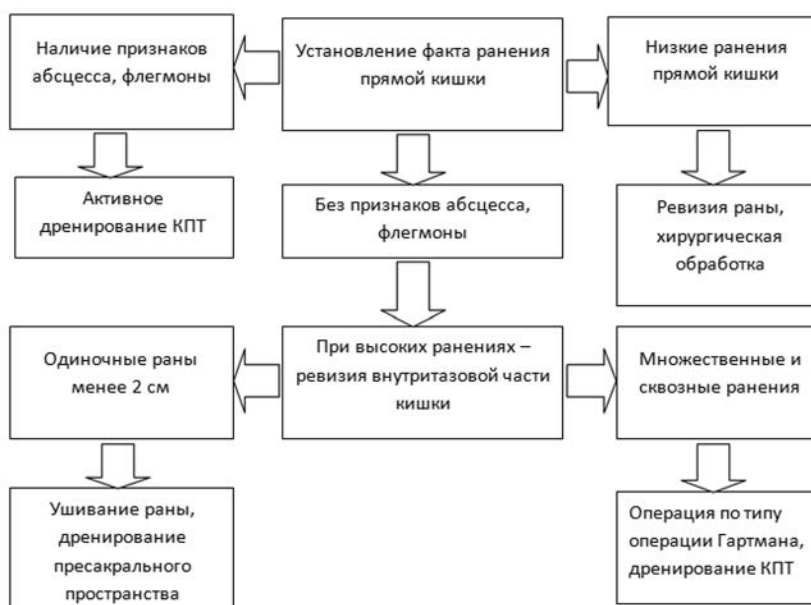 Наличие признаков
абсцесса, флегмоны
Установление факта ранения
прямой кишки
Низкие ранения
прямой кишки
Активное
дренирование КПТ
Без признаков абсцесса,
флегмоны
Ревизия раны,
хирургическая
обработка
Одиночные раны
менее 2 см
При высоких ранениях –
ревизия внутритазовой части
кишки
Множественные и
сквозные ранения
Ушивание раны,
дренирование
пресакрального
пространства
Операция по типу
операции Гартмана,
дренирование КПТ